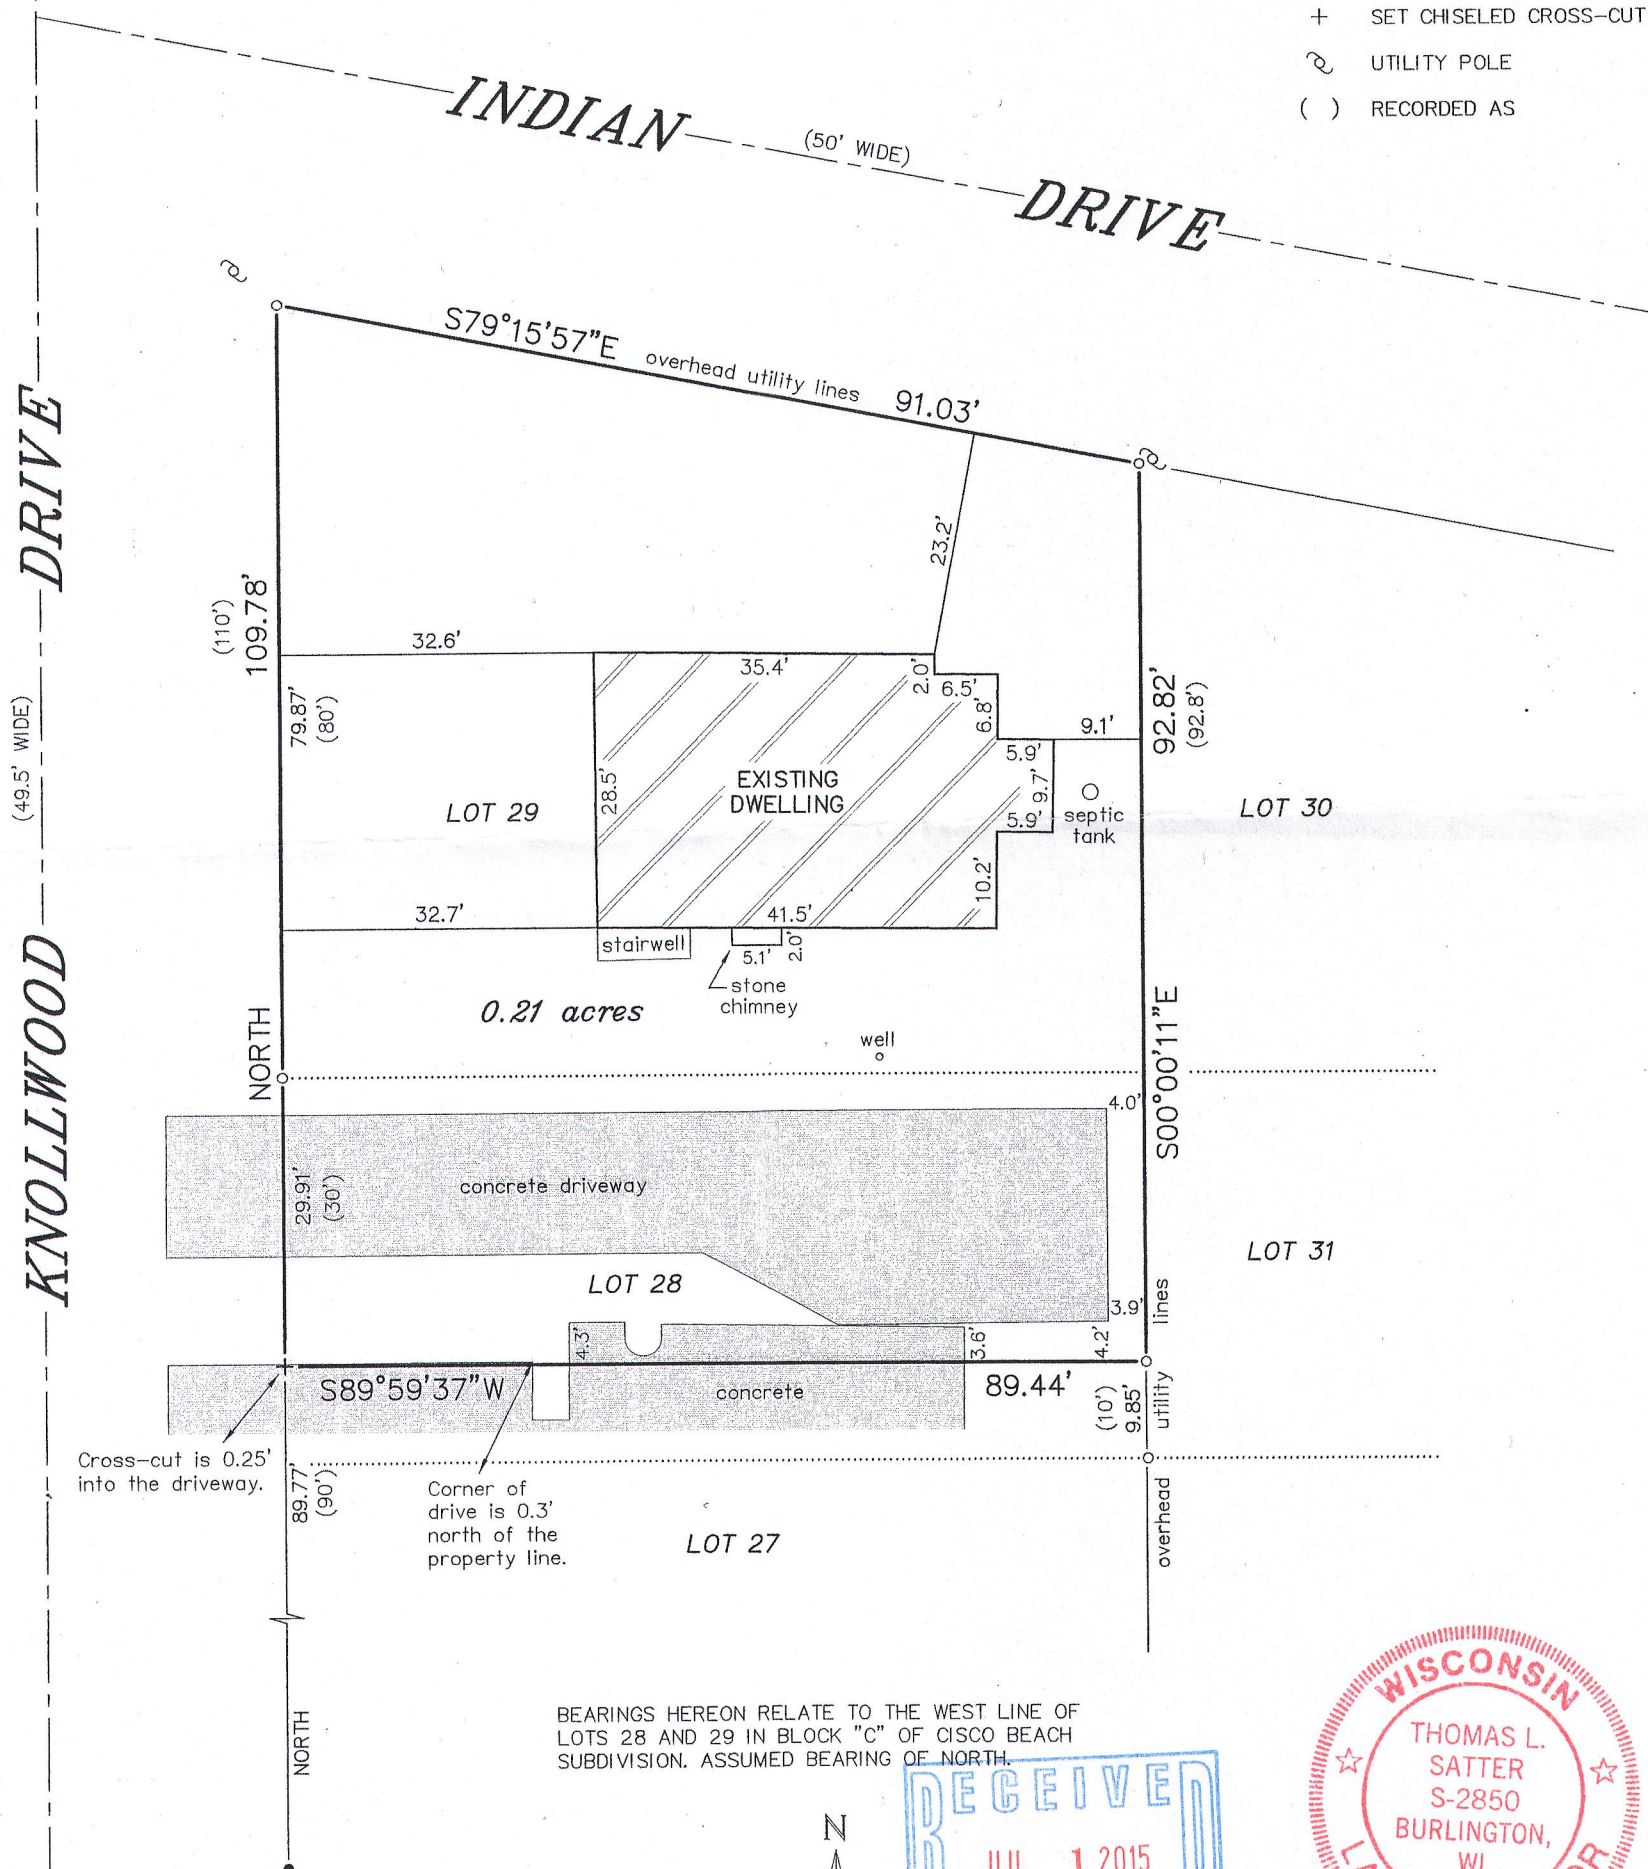 + SET CHISELED CROSS-CUT
UTILITY POLE
( ) RECORDED AS
INDIAN
(50' WIDE)
DRIVE
S79°15'57"E
overhead utility lines
91.03'
KNOLLWOOD
(49.5' WIDE)
DRIVE
(110')
109.78'
32.6'
35.4'
2.0'
23.2'
6.5'
6.8'
9.1'
92.82'
(92.8')
79.87'
(80')
28.5'
EXISTING
DWELLING
5.9'
9.7'
5.9'
septic
tank
LOT 29
LOT 30
32.7'
41.5'
10.2'
stairwell
5.1'
2.0'
stone
chimney
0.21 acres
well
NORTH
S00°00'11"E
4.0'
29.91'
(30')
concrete driveway
LOT 28
LOT 31
3.9'
4.3'
3.6'
4.2'
S89°59'37"W
concrete
89.44'
(10')
9.85'
overhead utility lines
Cross-cut is 0.25'
into the driveway.
89.77'
(90')
Corner of
drive is 0.3'
north of the
property line.
LOT 27
NORTH
BEARINGS HEREON RELATE TO THE WEST LINE OF
LOTS 28 AND 29 IN BLOCK "C" OF CISCO BEACH
SUBDIVISION. ASSUMED BEARING OF NORTH.
N
RECEIVED
JUL 1 2015
WISCONSIN
THOMAS L.
SATTER
S-2850
BURLINGTON,
WI